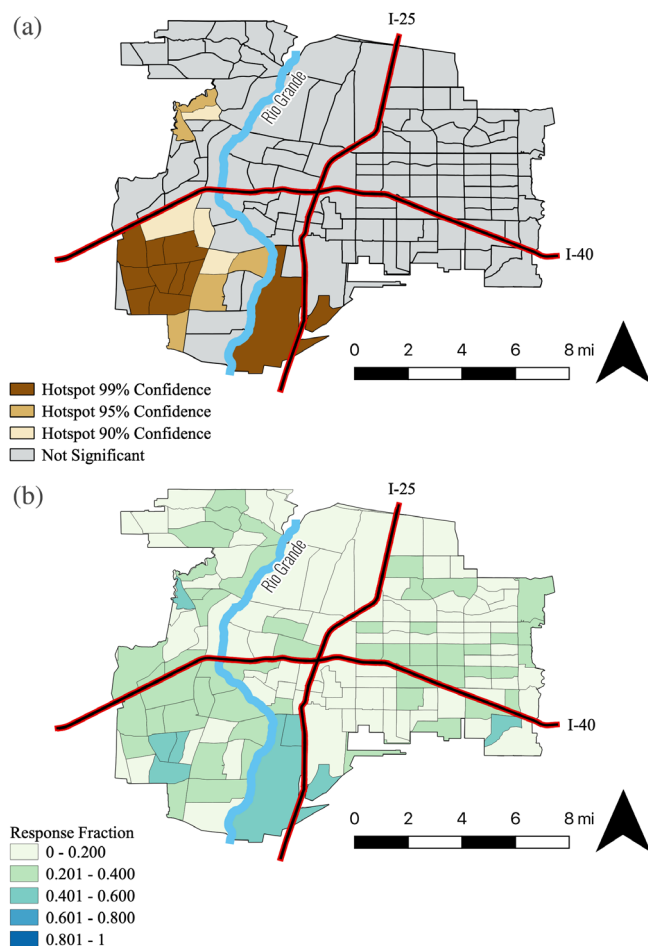 (a)
I-25
Rio Grande
I-40
0 2 4 6 8 mi
Hotspot 99% Confidence
Hotspot 95% Confidence
Hotspot 90% Confidence
Not Significant
(b)
I-25
Rio Grande
I-40
0 2 4 6 8 mi
Response Fraction
0 - 0.200
0.201 - 0.400
0.401 - 0.600
0.601 - 0.800
0.801 - 1